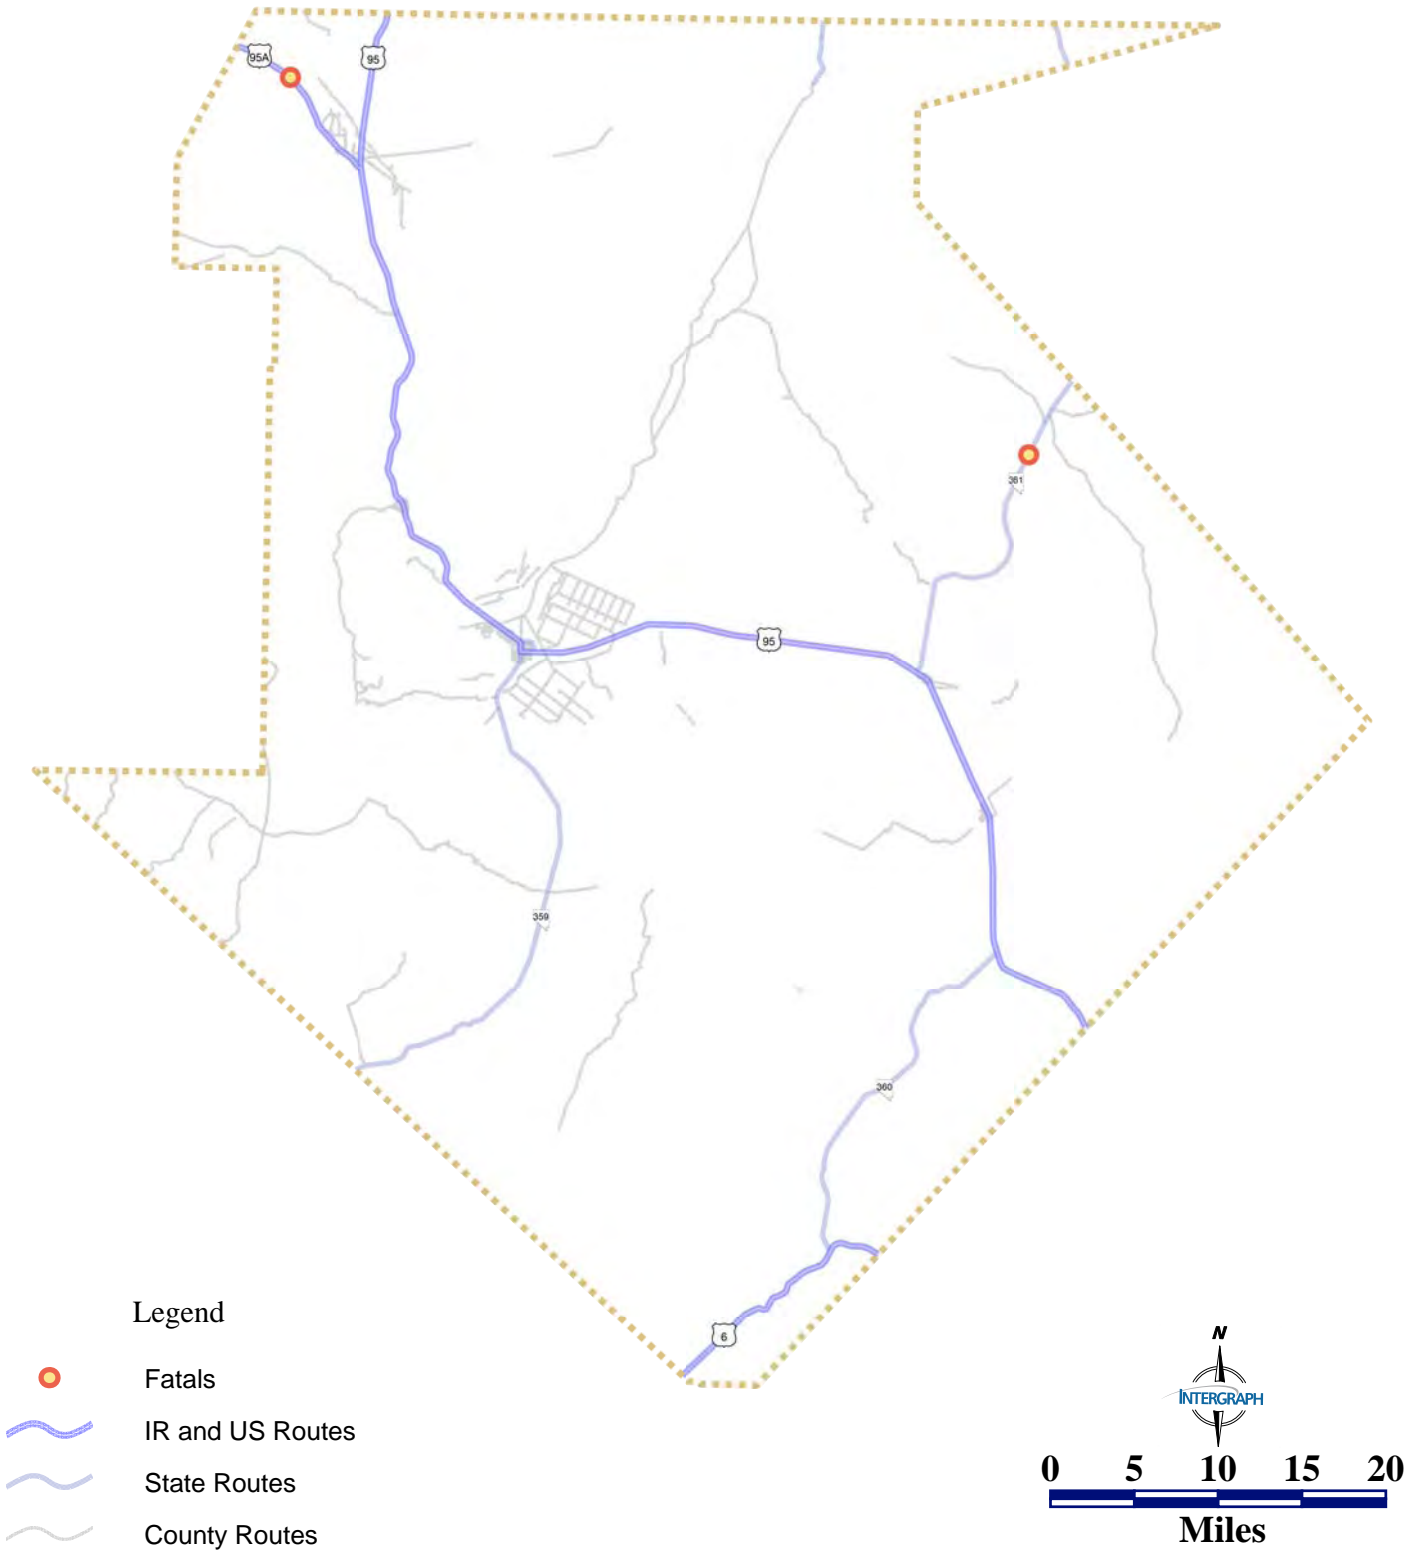 95A
95
361
95
359
360
6
Legend
Fatals
IR and US Routes
State Routes
County Routes
N
INTERGRAPH
0 5 10 15 20
Miles